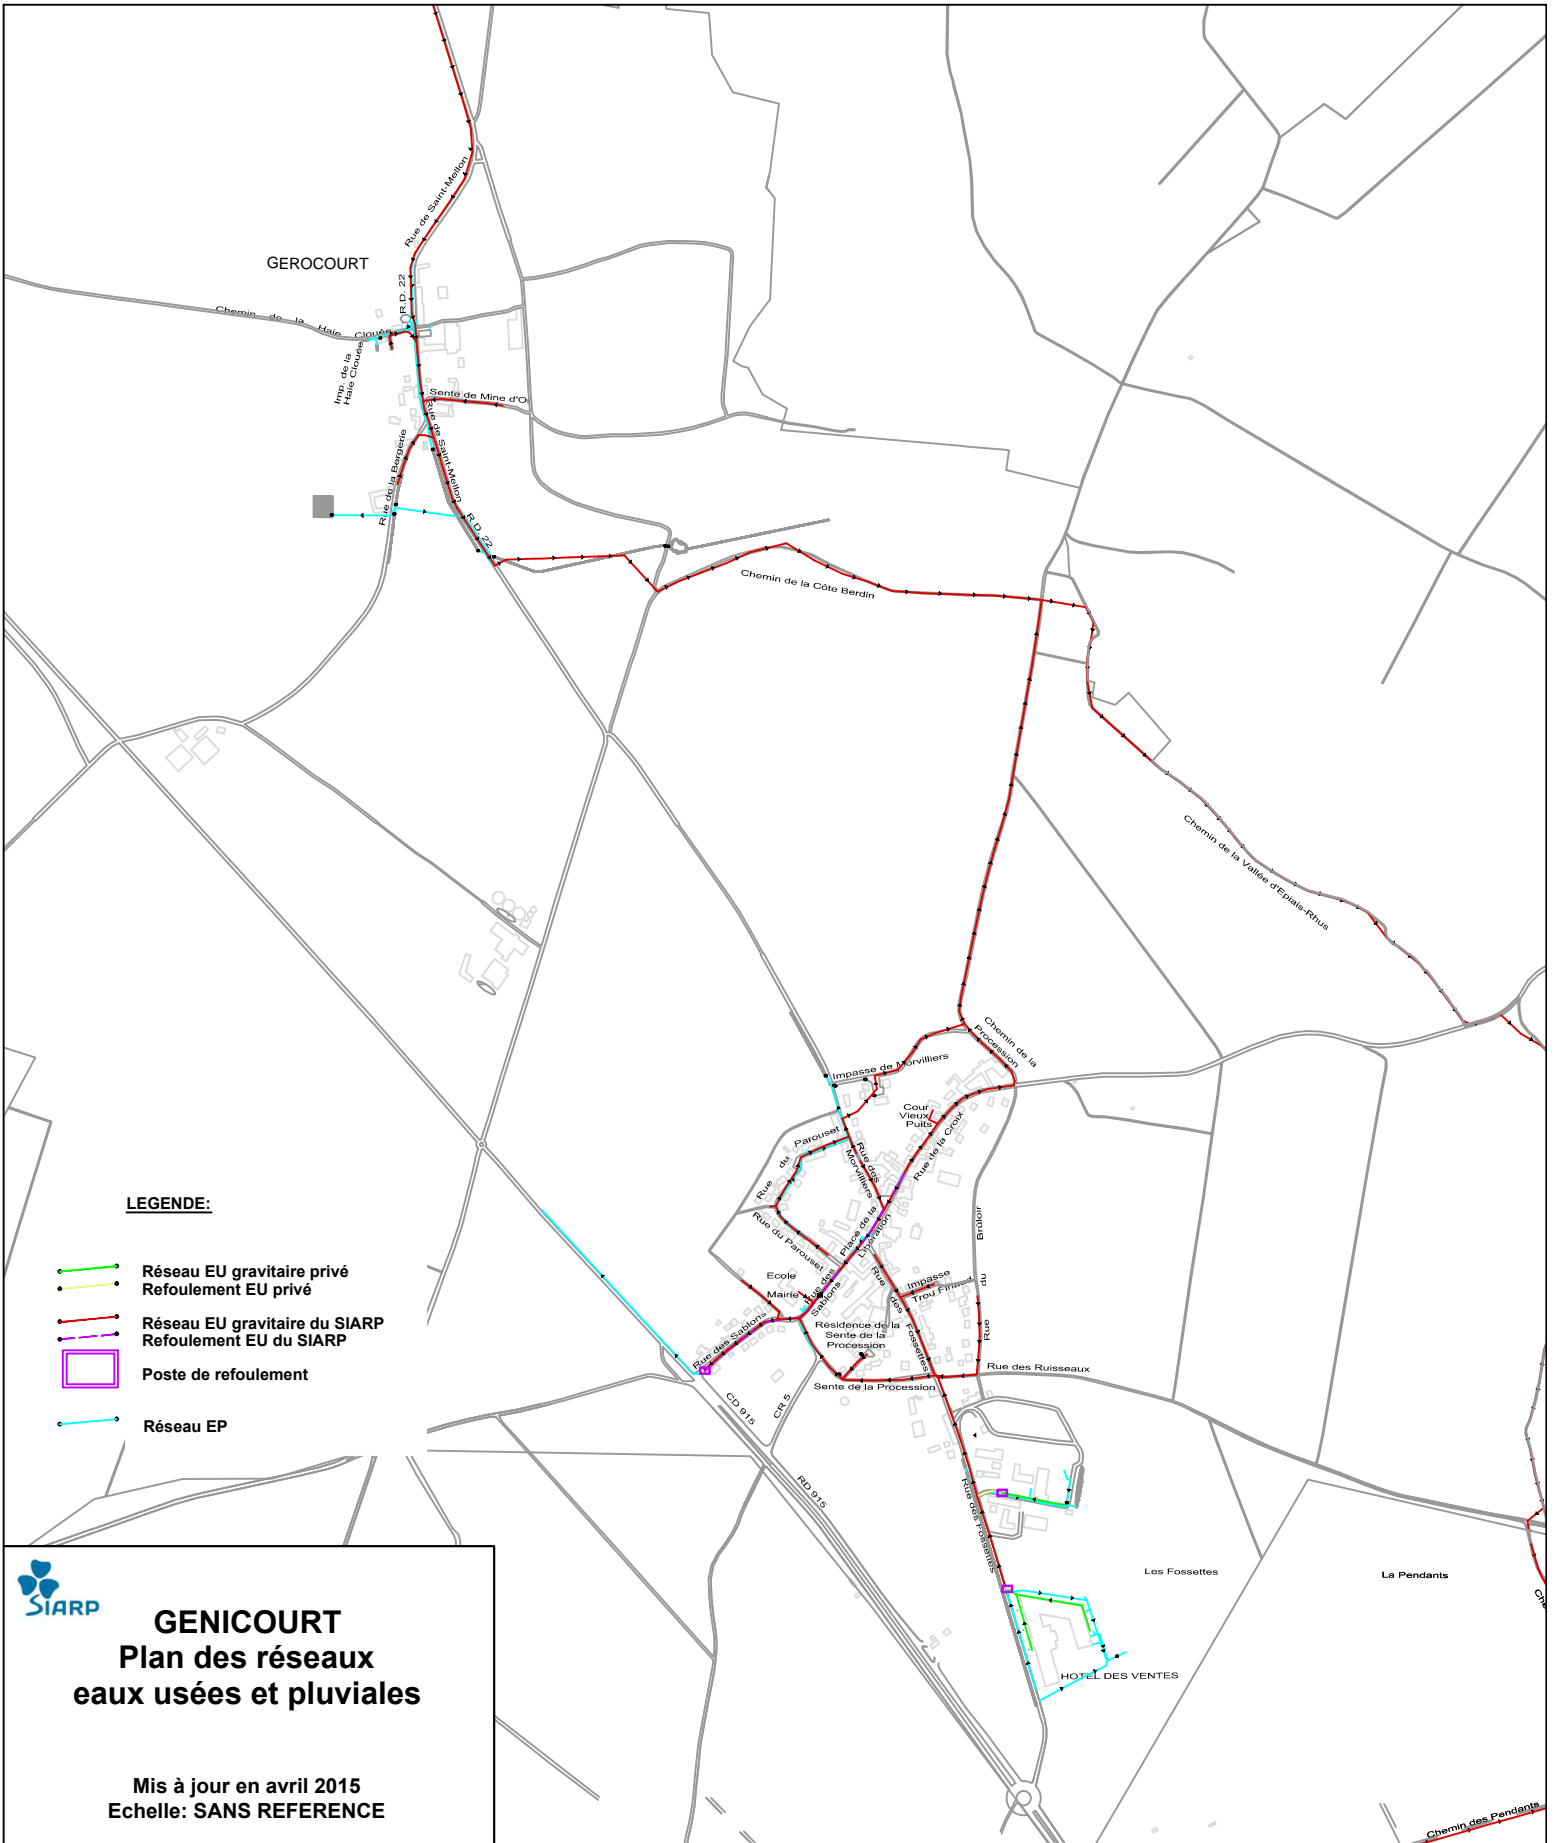 Rue de Saint-Mellon
GEROCOURT
R.D. 22
Chemin de la Haie Clouée
Imp. de la
Haie Clouée
Sente de Mine d'O
Rue de Saint-Mellon
Rue de la Bergerie
R.D. 22
Chemin de la Côte Berdin
Chemin de la Vallée d'Epiais-Rhus
Chemin de la
Procession
Impasse de Morvilliers
Cour
Vieux
Puits
Rue de la Croix
Rue du Parouset
Rue des
Morvilliers
Place de la
Libération
Rue du Parouset
Brûloir
du
Rue
Ecole
Mairie
Rue des
Sablons
Rue des Fossettes
Impasse
Trou Finaud
Résidence de la
Sente de la
Procession
Rue des Sablons
Rue des Ruisseaux
Sente de la Procession
CD 915
CR 5
RD 915
Rue des Fossettes
Les Fossettes
La Pendants
HOTEL DES VENTES
Che
Chemin des Pendants
LEGENDE:
Réseau EU gravitaire privé
Refoulement EU privé
Réseau EU gravitaire du SIARP
Refoulement EU du SIARP
Poste de refoulement
Réseau EP
SIARP
GENICOURT
Plan des réseaux
eaux usées et pluviales
Mis à jour en avril 2015
Echelle: SANS REFERENCE